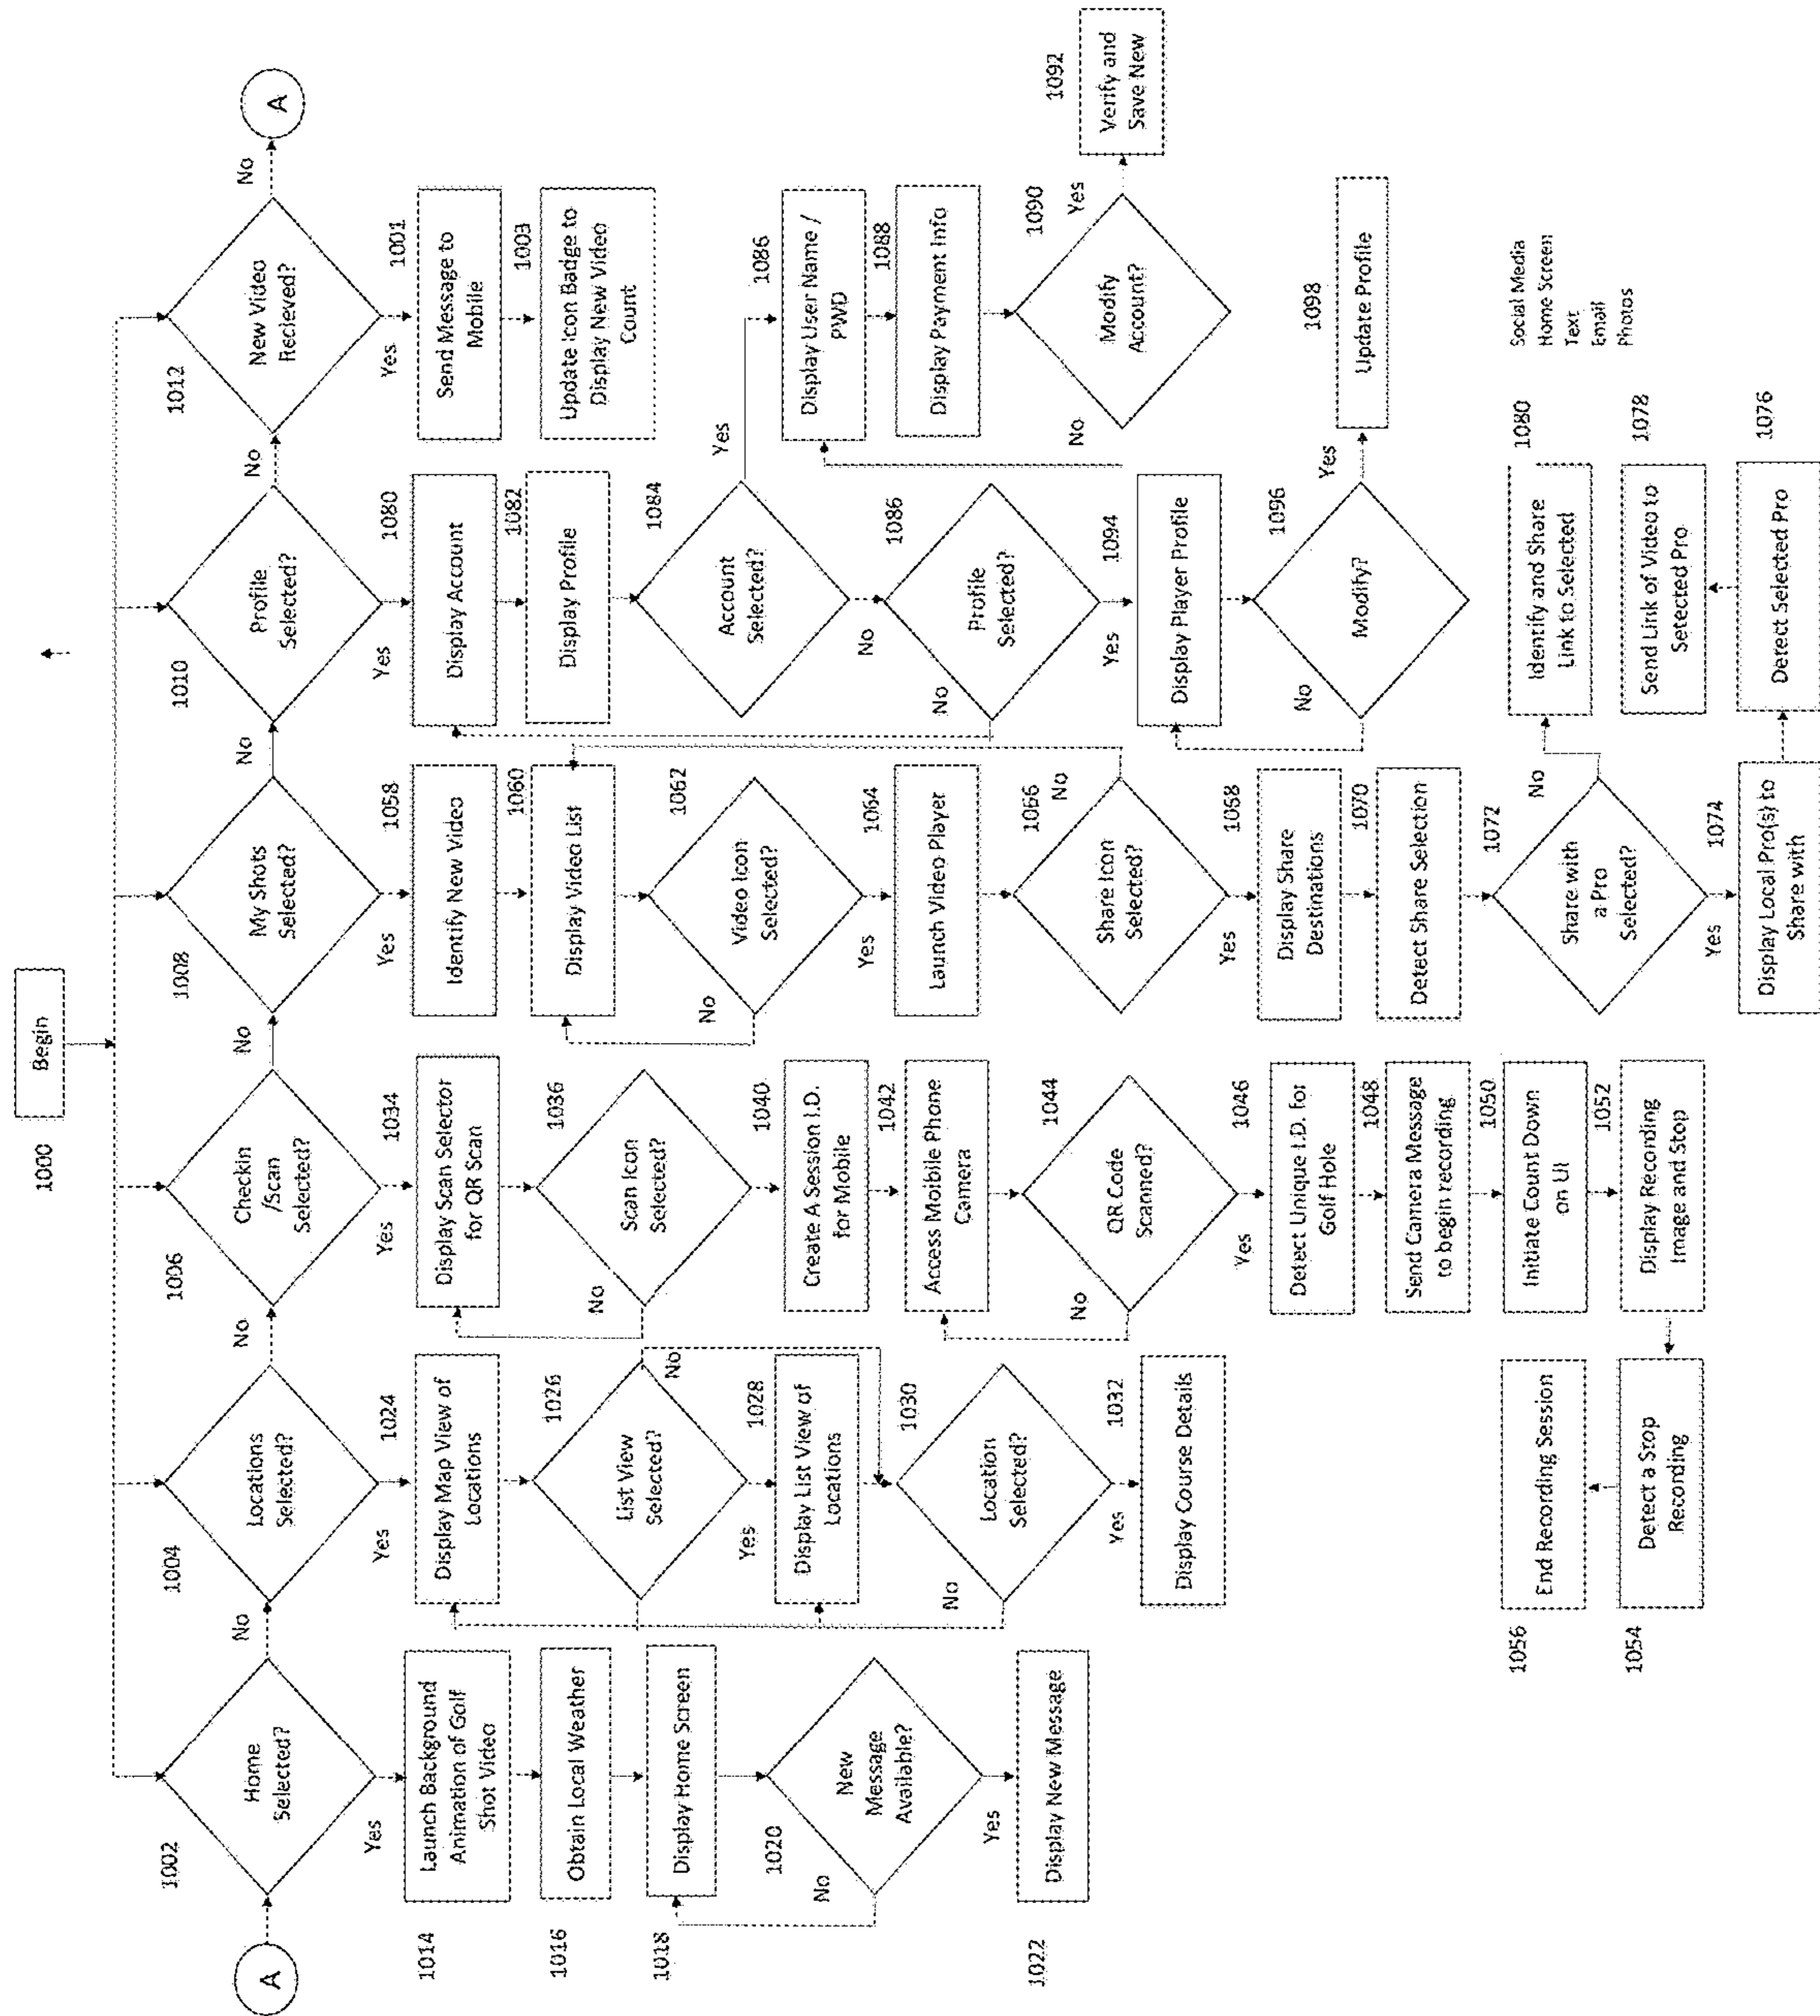 1000
Begin
A
1002
Home
Selected?
No
Yes
1014
Launch Background
Animation of Golf
Shot Video
1016
Obtain Local Weather
1018
Display Home Screen
1020
New
Message
Available?
No
Yes
1022
Display New Message
1004
Locations
Selected?
No
Yes
1024
Display Map View of
Locations
1026
List View
Selected?
No
Yes
1028
Display List View of
Locations
1030
Location
Selected?
No
Yes
1032
Display Course Details
1006
Checkin
/Scan
Selected?
No
Yes
1034
Display Scan Selector
for QR Scan
1036
Scan Icon
Selected?
No
1040
Create A Session I.D.
for Mobile
1042
Access Moibile Phone
Camera
1044
QR Code
Scanned?
No
Yes
1046
Detect Unique I.D. for
Golf Hole
1048
Send Camera Message
to begin recording
1050
Initiate Count Down
on UI
1052
Display Recording
Image and Stop
1054
Detect a Stop
Recording
1056
End Recording Session
1008
My Shots
Selected?
No
Yes
1058
Identify New Video
1060
Display Video List
1062
Video Icon
Selected?
No
Yes
1064
Launch Video Player
1066
Share Icon
Selected?
No
Yes
1068
Display Share
Destinations
1070
Detect Share Selection
1072
Share with
a Pro
Selected?
No
Yes
1074
Display Local Pro(s) to
Share with
1076
Detect Selected Pro
1078
Send Link of Video to
Setected Pro
1080
Identify and Share
Link to Selected
Social Media
Home Screen
Text
Email
Photos
1010
Profile
Selected?
No
Yes
1080
Display Account
1082
Display Profile
1084
Account
Selected?
Yes
No
1086
Profile
Selected?
No
Yes
1094
Display Player Profile
1096
Modify?
No
Yes
1098
Update Profile
1086
Display User Name /
PWD
1088
Display Payment Info
1090
Modify
Account?
No
Yes
1092
Verify and
Save New
1012
New Video
Recieved?
No
Yes
1001
Send Message to
Mobile
1003
Update Icon Badge to
Display New Video
Count
A